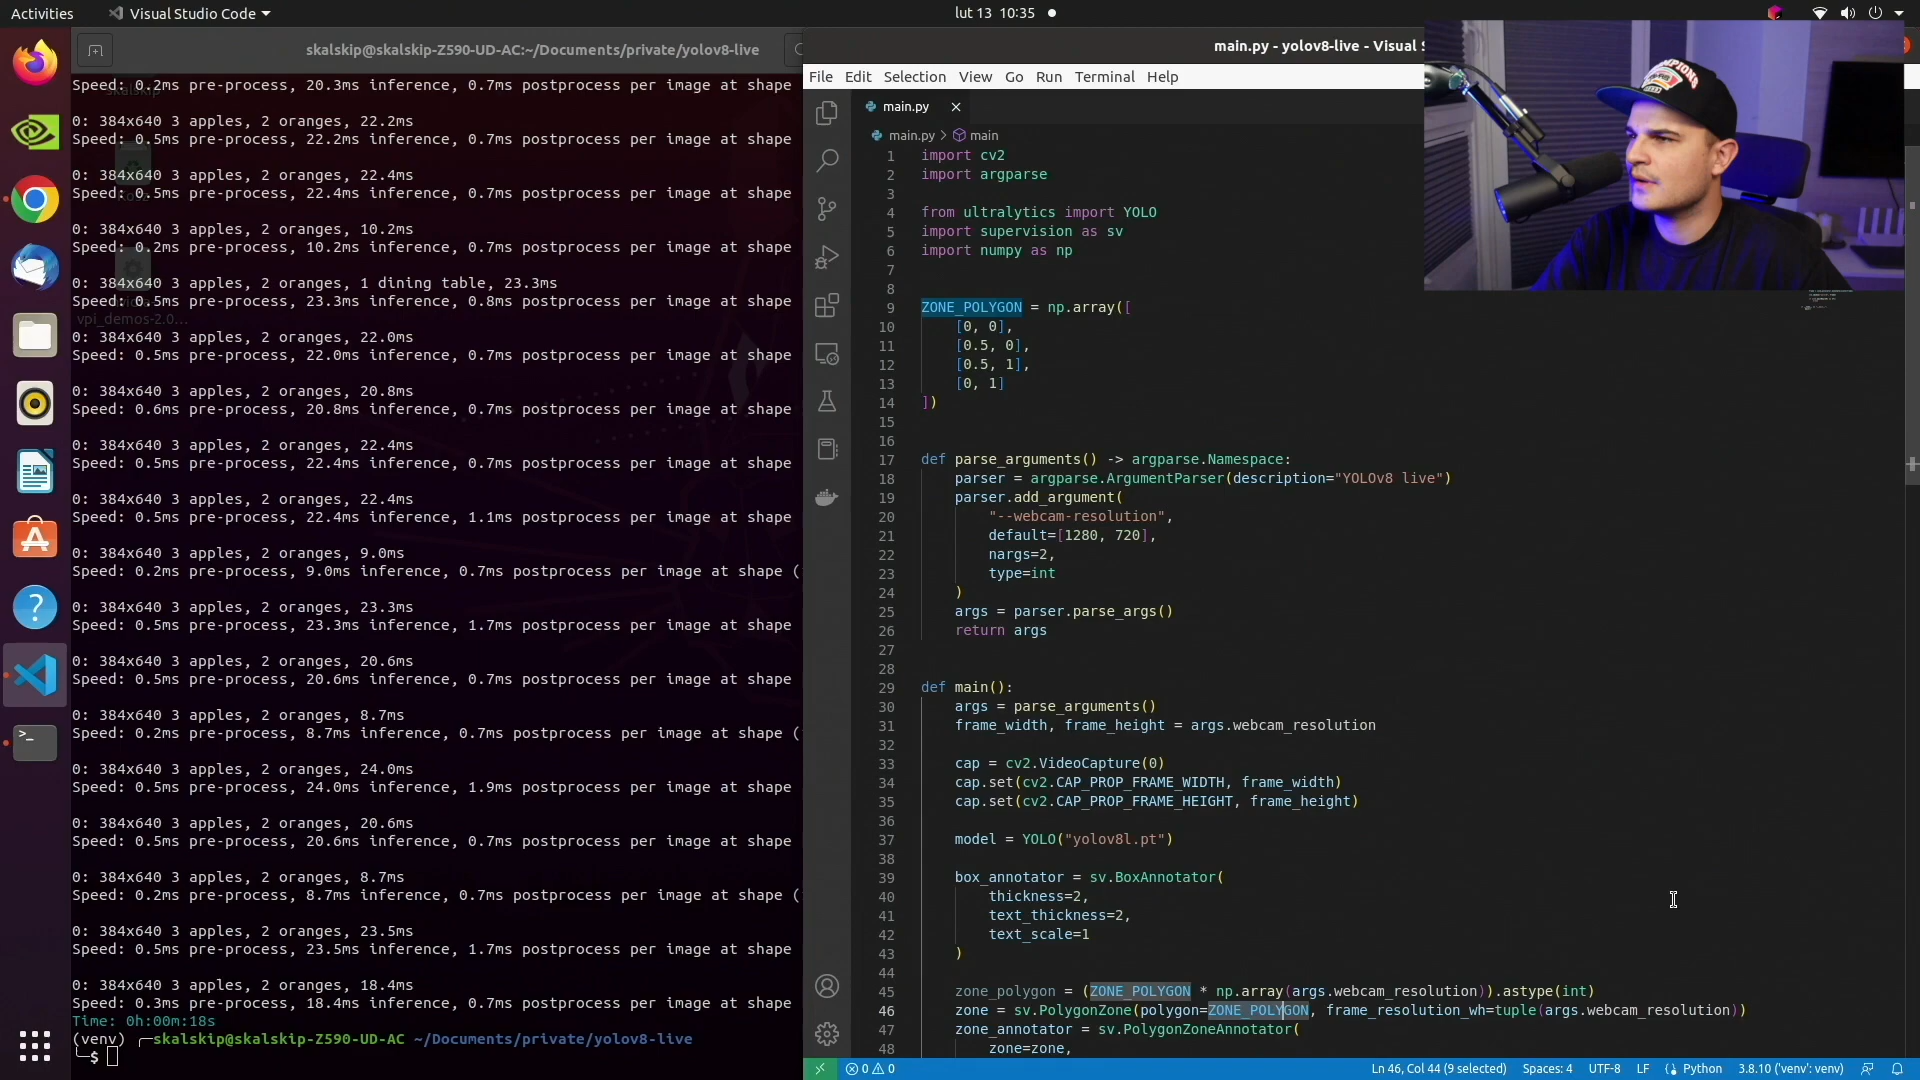 Activities
Visual Studio Code
lut 13 10:35
skalskip@skalskip-Z590-UD-AC:~/Documents/private/yolov8-live
Speed: 0.2ms pre-process, 20.3ms inference, 0.7ms postprocess per image at shape
0: 384x640 3 apples, 2 oranges, 22.2ms
Speed: 0.5ms pre-process, 22.2ms inference, 0.7ms postprocess per image at shape
0: 384x640 3 apples, 2 oranges, 22.4ms
Speed: 0.5ms pre-process, 22.4ms inference, 0.7ms postprocess per image at shape
0: 384x640 3 apples, 2 oranges, 10.2ms
Speed: 0.2ms pre-process, 10.2ms inference, 0.7ms postprocess per image at shape
0: 384x640 3 apples, 2 oranges, 1 dining table, 23.3ms
Speed: 0.5ms pre-process, 23.3ms inference, 0.8ms postprocess per image at shape
vpi_demos-2.0...
0: 384x640 3 apples, 2 oranges, 22.0ms
Speed: 0.5ms pre-process, 22.0ms inference, 0.7ms postprocess per image at shape
0: 384x640 3 apples, 2 oranges, 20.8ms
Speed: 0.6ms pre-process, 20.8ms inference, 0.7ms postprocess per image at shape
0: 384x640 3 apples, 2 oranges, 22.4ms
Speed: 0.5ms pre-process, 22.4ms inference, 0.7ms postprocess per image at shape
0: 384x640 3 apples, 2 oranges, 22.4ms
Speed: 0.5ms pre-process, 22.4ms inference, 1.1ms postprocess per image at shape
0: 384x640 3 apples, 2 oranges, 9.0ms
Speed: 0.2ms pre-process, 9.0ms inference, 0.7ms postprocess per image at shape (
0: 384x640 3 apples, 2 oranges, 23.3ms
Speed: 0.5ms pre-process, 23.3ms inference, 1.7ms postprocess per image at shape
0: 384x640 3 apples, 2 oranges, 20.6ms
Speed: 0.5ms pre-process, 20.6ms inference, 0.7ms postprocess per image at shape
0: 384x640 3 apples, 2 oranges, 8.7ms
Speed: 0.2ms pre-process, 8.7ms inference, 0.7ms postprocess per image at shape (
0: 384x640 3 apples, 2 oranges, 24.0ms
Speed: 0.5ms pre-process, 24.0ms inference, 1.9ms postprocess per image at shape
0: 384x640 3 apples, 2 oranges, 20.6ms
Speed: 0.5ms pre-process, 20.6ms inference, 0.7ms postprocess per image at shape
0: 384x640 3 apples, 2 oranges, 8.7ms
Speed: 0.2ms pre-process, 8.7ms inference, 0.7ms postprocess per image at shape (
0: 384x640 3 apples, 2 oranges, 23.5ms
Speed: 0.5ms pre-process, 23.5ms inference, 1.7ms postprocess per image at shape
0: 384x640 3 apples, 2 oranges, 18.4ms
Speed: 0.3ms pre-process, 18.4ms inference, 0.7ms postprocess per image at shape
Time: 0h:00m:18s
(venv) ╭─skalskip@skalskip-Z590-UD-AC ~/Documents/private/yolov8-live
╰─$
main.py - yolov8-live - Visual S
File Edit Selection View Go Run Terminal Help
main.py
main.py > main
1 import cv2
2 import argparse
3
4 from ultralytics import YOLO
5 import supervision as sv
6 import numpy as np
7
8
9 ZONE_POLYGON = np.array([
10     [0, 0],
11     [0.5, 0],
12     [0.5, 1],
13     [0, 1]
14 ])
15
16
17 def parse_arguments() -> argparse.Namespace:
18     parser = argparse.ArgumentParser(description="YOLOv8 live")
19     parser.add_argument(
20         "--webcam-resolution",
21         default=[1280, 720],
22         nargs=2,
23         type=int
24     )
25     args = parser.parse_args()
26     return args
27
28
29 def main():
30     args = parse_arguments()
31     frame_width, frame_height = args.webcam_resolution
32
33     cap = cv2.VideoCapture(0)
34     cap.set(cv2.CAP_PROP_FRAME_WIDTH, frame_width)
35     cap.set(cv2.CAP_PROP_FRAME_HEIGHT, frame_height)
36
37     model = YOLO("yolov8l.pt")
38
39     box_annotator = sv.BoxAnnotator(
40         thickness=2,
41         text_thickness=2,
42         text_scale=1
43     )
44
45     zone_polygon = (ZONE_POLYGON * np.array(args.webcam_resolution)).astype(int)
46     zone = sv.PolygonZone(polygon=ZONE_POLYGON, frame_resolution_wh=tuple(args.webcam_resolution))
47     zone_annotator = sv.PolygonZoneAnnotator(
48         zone=zone,
0 0
Ln 46, Col 44 (9 selected) Spaces: 4 UTF-8 LF Python 3.8.10 ('venv': venv)